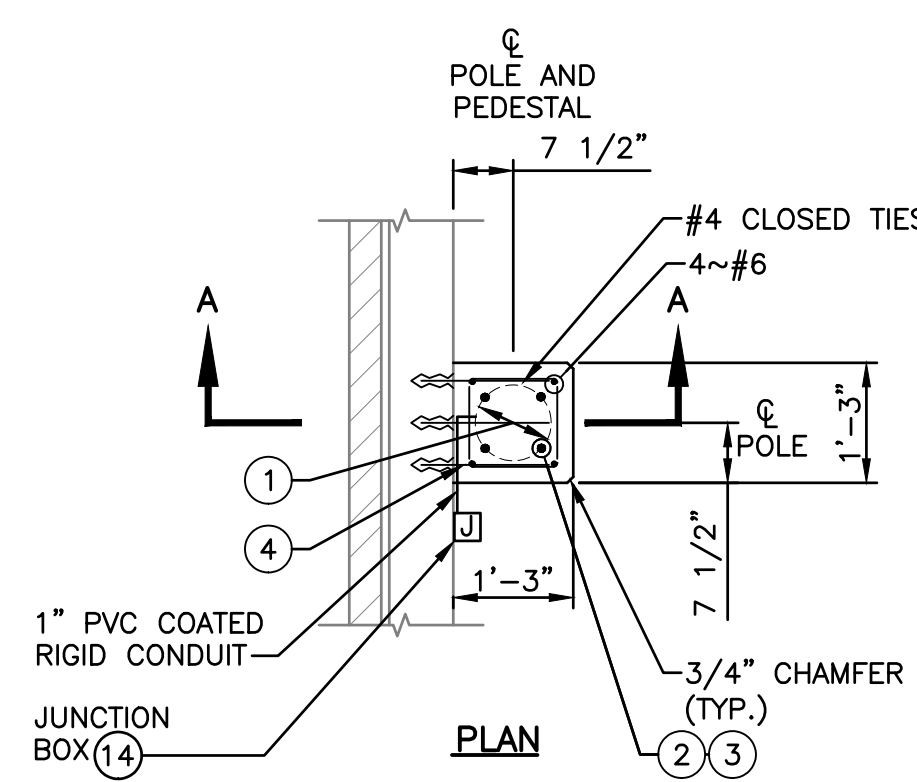 ℄
POLE AND
PEDESTAL
7 1/2”
#4 CLOSED TIES
4~#6
A
A
℄
POLE
1’-3”
7 1/2”
1
4
J
1’-3”
1” PVC COATED
RIGID CONDUIT
3/4” CHAMFER
(TYP.)
JUNCTION
BOX 14
PLAN
2 3